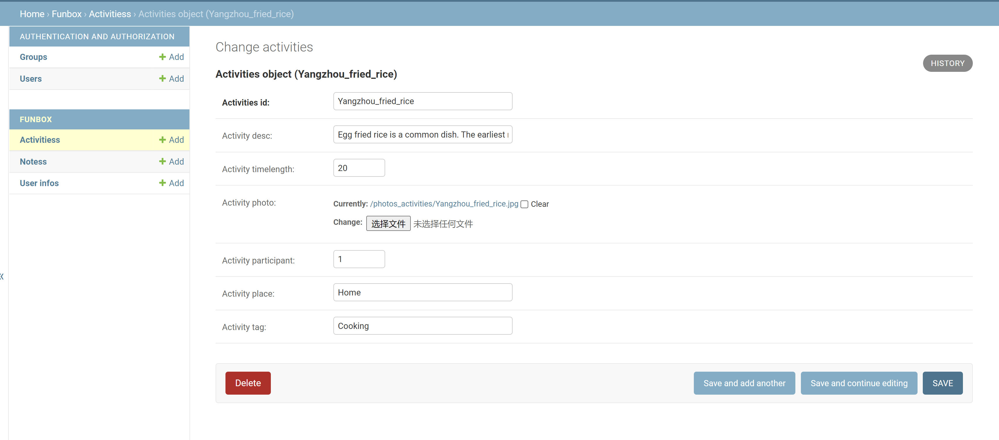 Home › Funbox › Activitiess › Activities object (Yangzhou_fried_rice)
AUTHENTICATION AND AUTHORIZATION
Groups + Add
Users + Add
FUNBOX
Activitiess + Add
Notess + Add
User infos + Add
«
Change activities
HISTORY
Activities object (Yangzhou_fried_rice)
Activities id: Yangzhou_fried_rice
Activity desc: Egg fried rice is a common dish. The earliest
Activity timelength: 20
Activity photo: Currently: /photos_activities/Yangzhou_fried_rice.jpg Clear
Change: 选择文件 未选择任何文件
Activity participant: 1
Activity place: Home
Activity tag: Cooking
Delete Save and add another Save and continue editing SAVE